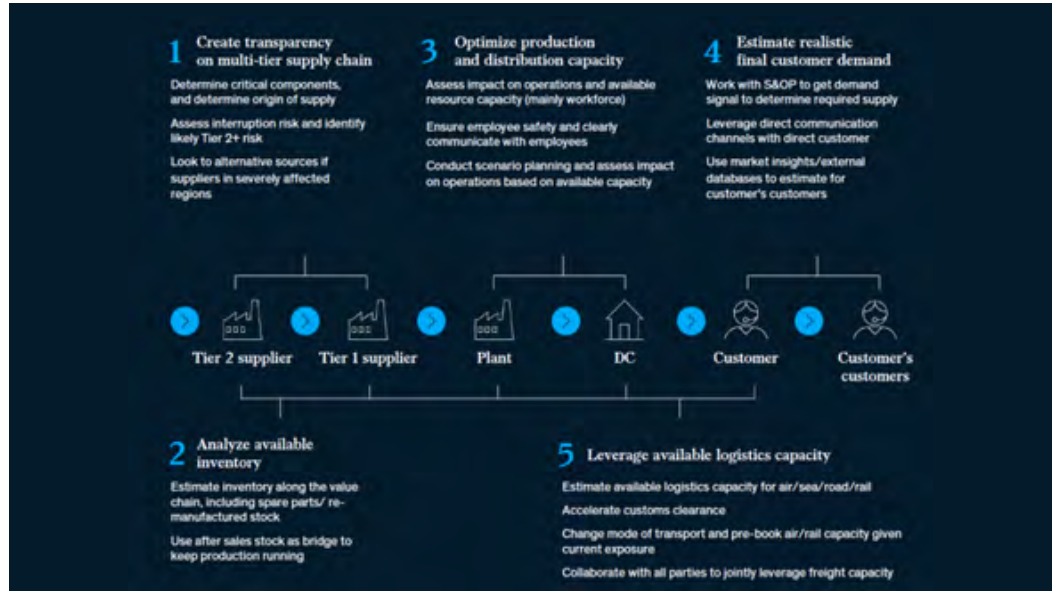 1 Create transparency
on multi-tier supply chain
Determine critical components,
and determine origin of supply
Assess interruption risk and identify
likely Tier 2+ risk
Look to alternative sources if
suppliers in severely affected
regions
3 Optimize production
and distribution capacity
Assess impact on operations and available
resource capacity (mainly workforce)
Ensure employee safety and clearly
communicate with employees
Conduct scenario planning and assess impact
on operations based on available capacity
4 Estimate realistic
final customer demand
Work with S&OP to get demand
signal to determine required supply
Leverage direct communication
channels with direct customer
Use market insights/external
databases to estimate for
customer's customers
Tier 2 supplier
Tier 1 supplier
Plant
DC
Customer
Customer's
customers
2 Analyze available
inventory
Estimate inventory along the value
chain, including spare parts/ re-
manufactured stock
Use after sales stock as bridge to
keep production running
5 Leverage available logistics capacity
Estimate available logistics capacity for air/sea/road/rail
Accelerate customs clearance
Change mode of transport and pre-book air/rail capacity given
current exposure
Collaborate with all parties to jointly leverage freight capacity